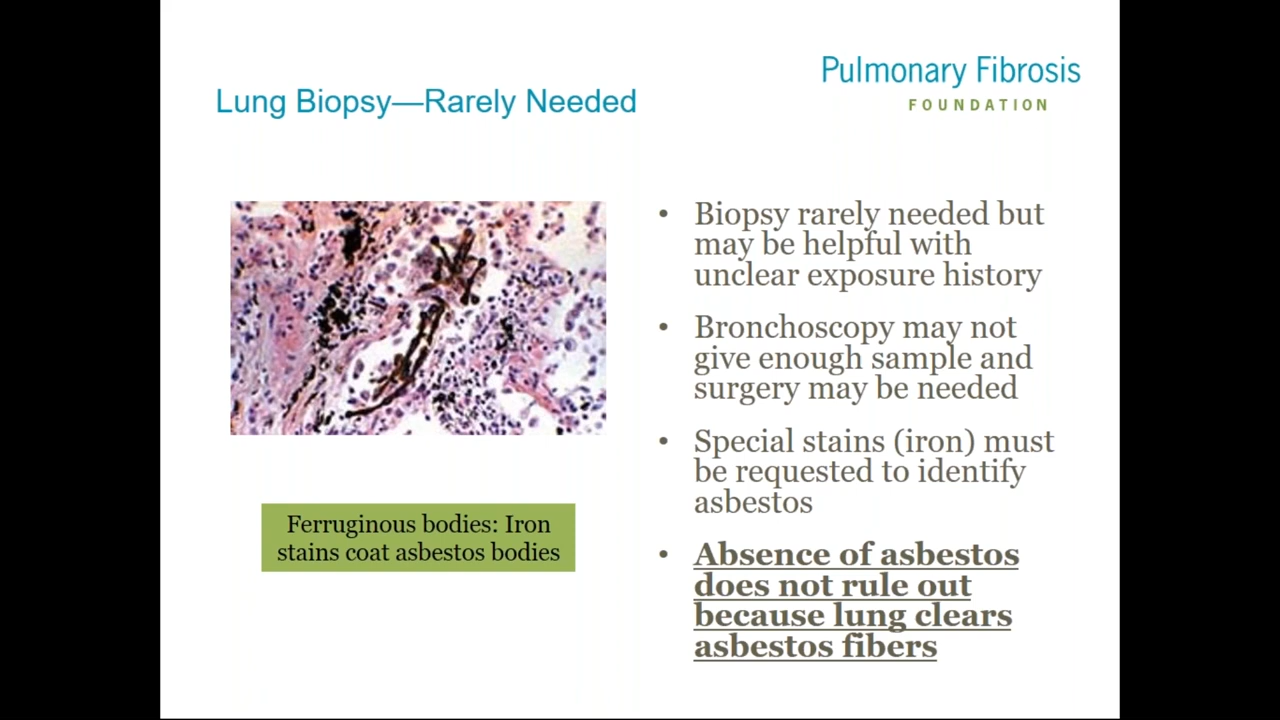 Pulmonary Fibrosis
FOUNDATION
Lung Biopsy—Rarely Needed
• Biopsy rarely needed but
may be helpful with
unclear exposure history
• Bronchoscopy may not
give enough sample and
surgery may be needed
• Special stains (iron) must
be requested to identify
asbestos
• Absence of asbestos
does not rule out
because lung clears
asbestos fibers
Ferruginous bodies: Iron
stains coat asbestos bodies